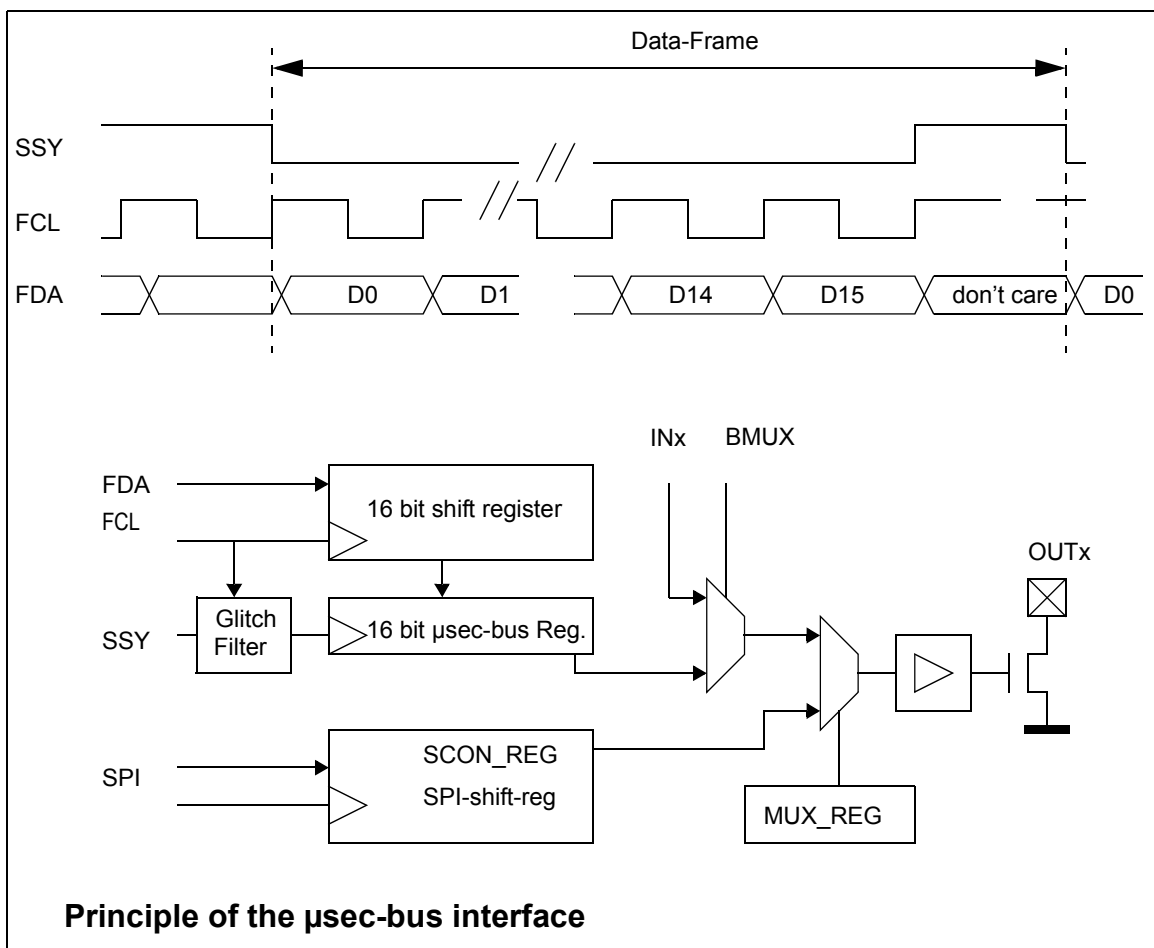 Data-Frame
SSY
FCL
FDA D0 D1 D14 D15 don't care D0
INx BMUX
FDA
FCL
16 bit shift register
OUTx
SSY
Glitch
Filter
16 bit µsec-bus Reg.
SPI
SCON_REG
SPI-shift-reg
MUX_REG
Principle of the µsec-bus interface